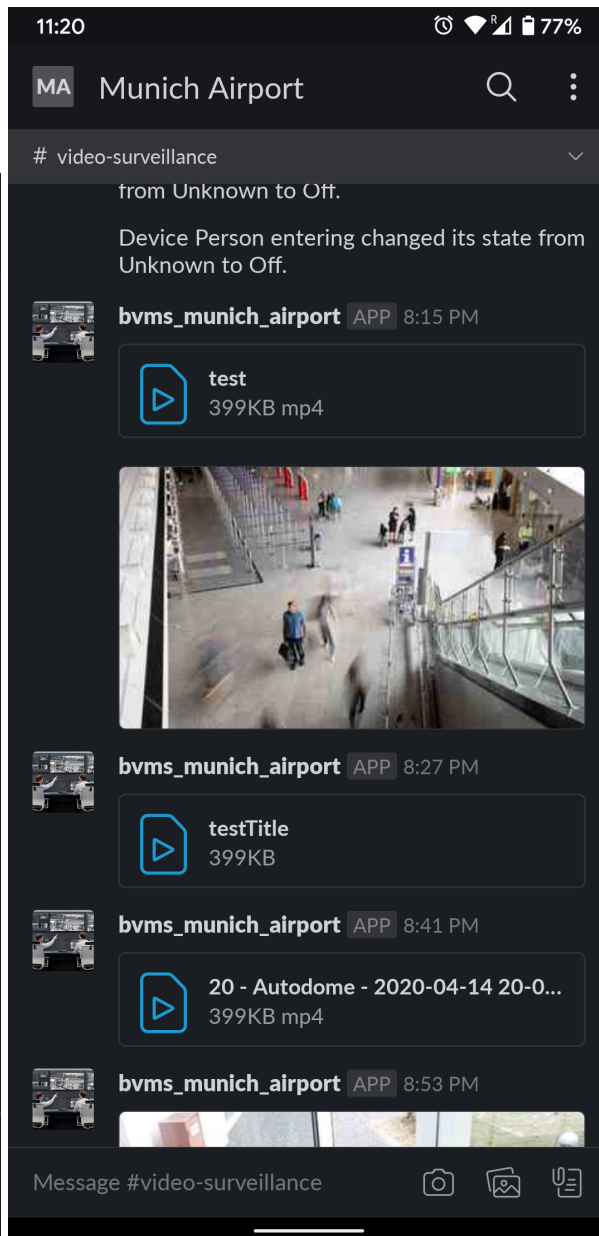 11:20
R
77%
MA
Munich Airport
# video-surveillance
from Unknown to Off.
Device Person entering changed its state from
Unknown to Off.
bvms_munich_airport APP 8:15 PM
test
399KB mp4
i
bvms_munich_airport APP 8:27 PM
testTitle
399KB
bvms_munich_airport APP 8:41 PM
20 - Autodome - 2020-04-14 20-0...
399KB mp4
bvms_munich_airport APP 8:53 PM
Message #video-surveillance